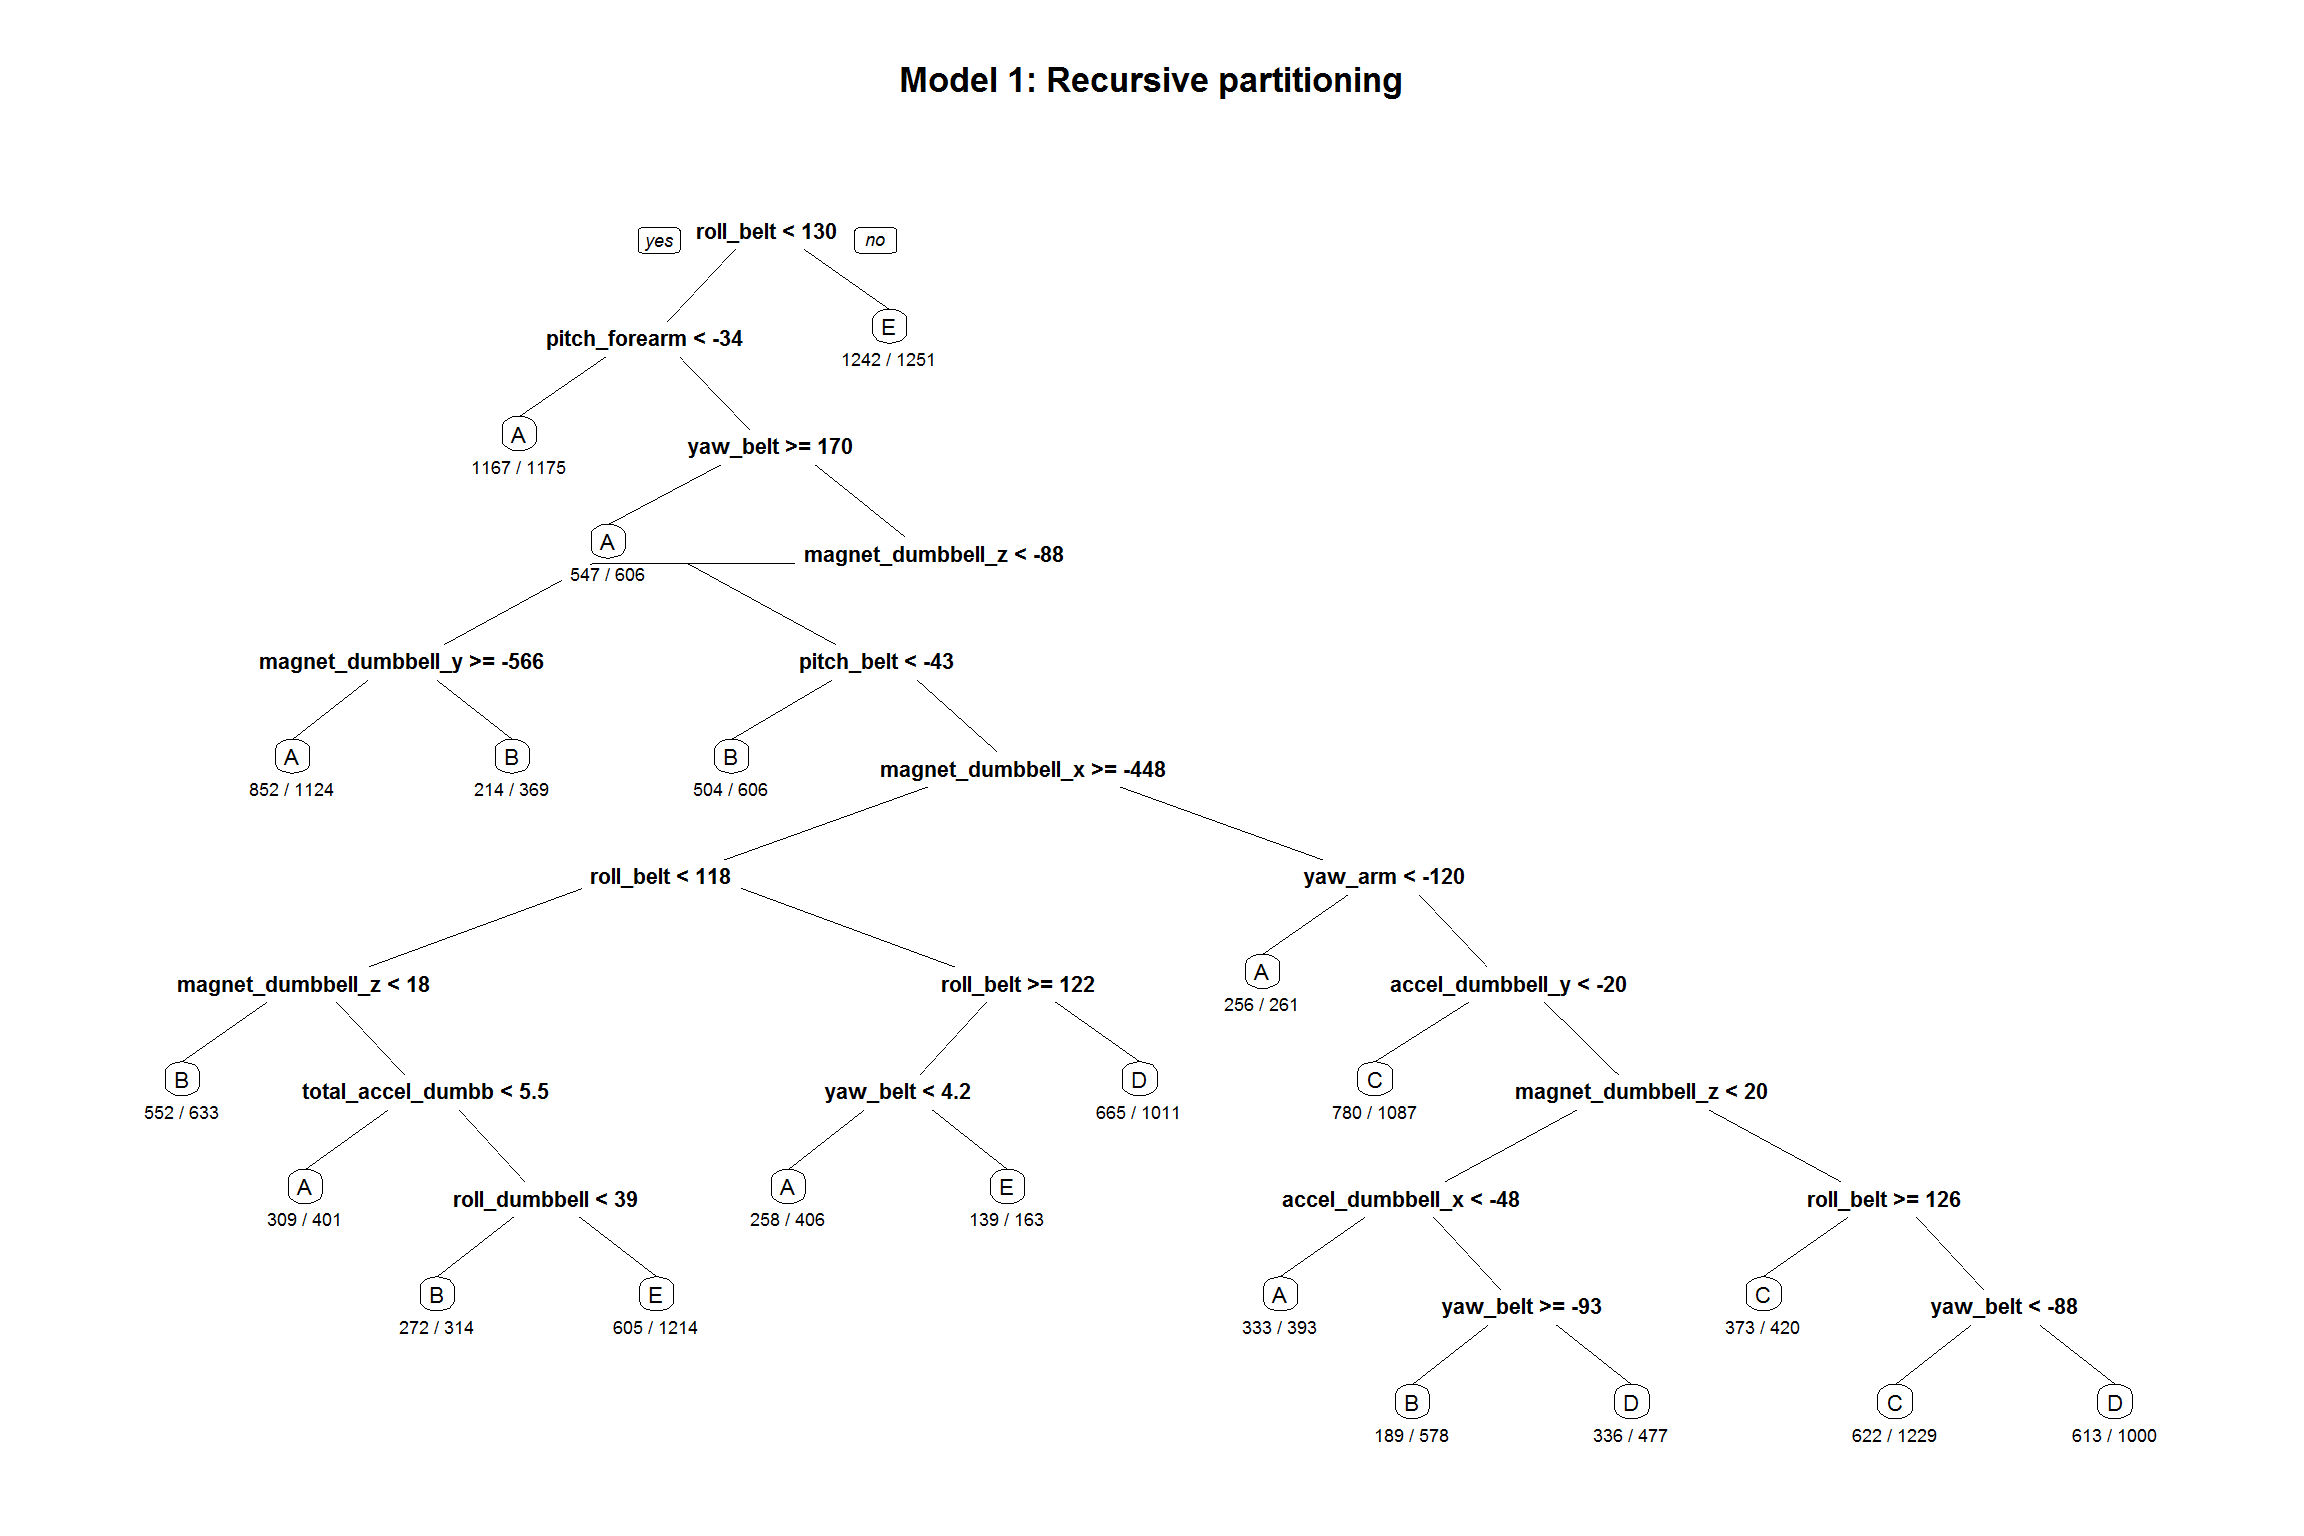 Model 1: Recursive partitioning
yes roll_belt < 130 no
E
pitch_forearm < -34
1242 / 1251
A
yaw_belt >= 170
1167 / 1175
A
magnet_dumbbell_z < -88
547 / 606
magnet_dumbbell_y >= -566 pitch_belt < -43
A B B
magnet_dumbbell_x >= -448
852 / 1124 214 / 369 504 / 606
roll_belt < 118 yaw_arm < -120
A
magnet_dumbbell_z < 18 roll_belt >= 122 accel_dumbbell_y < -20
256 / 261
B D C
total_accel_dumbb < 5.5 yaw_belt < 4.2 magnet_dumbbell_z < 20
552 / 633 665 / 1011 780 / 1087
A A E
roll_dumbbell < 39 accel_dumbbell_x < -48 roll_belt >= 126
309 / 401 258 / 406 139 / 163
B E A C
yaw_belt >= -93 yaw_belt < -88
272 / 314 605 / 1214 333 / 393 373 / 420
B D C D
189 / 578 336 / 477 622 / 1229 613 / 1000